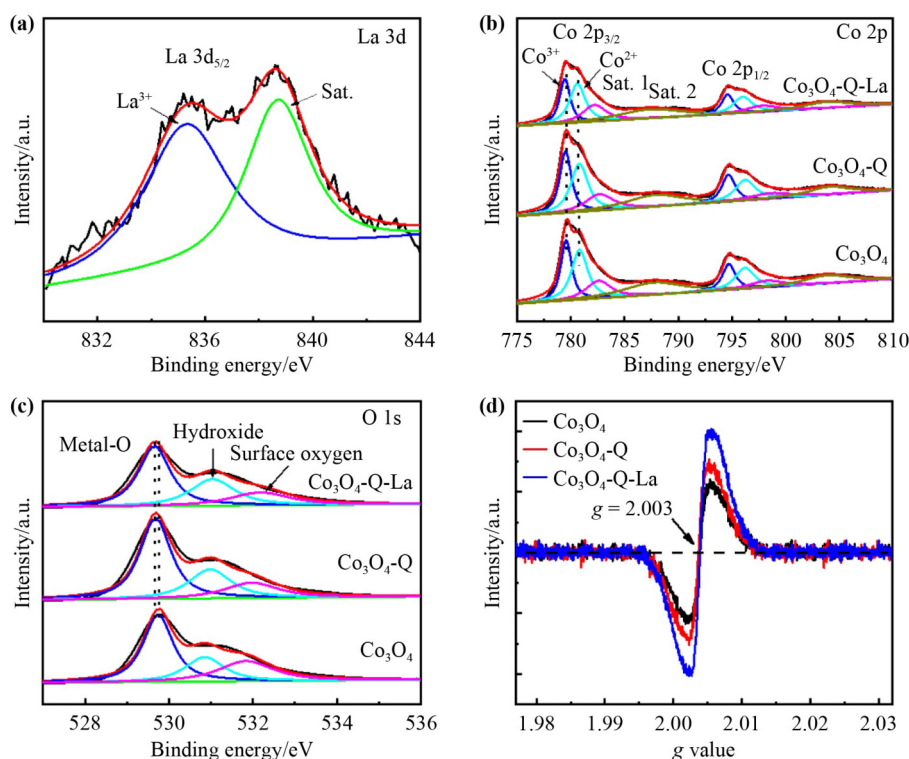 (a)
La 3d
La 3d₅/₂
La³⁺
Sat.
Intensity/a.u.
832 836 840 844
Binding energy/eV
(b)
Co 2p
Co 2p₃/₂
Co³⁺
Co²⁺
Sat. 1
Sat. 2
Co 2p₁/₂
Co₃O₄-Q-La
Co₃O₄-Q
Co₃O₄
Intensity/a.u.
775 780 785 790 795 800 805 810
Binding energy/eV
(c)
O 1s
Metal-O
Hydroxide
Surface oxygen
Co₃O₄-Q-La
Co₃O₄-Q
Co₃O₄
Intensity/a.u.
528 530 532 534 536
Binding energy/eV
(d)
Co₃O₄
Co₃O₄-Q
Co₃O₄-Q-La
g = 2.003
Intensity/a.u.
1.98 1.99 2.00 2.01 2.02 2.03
g value